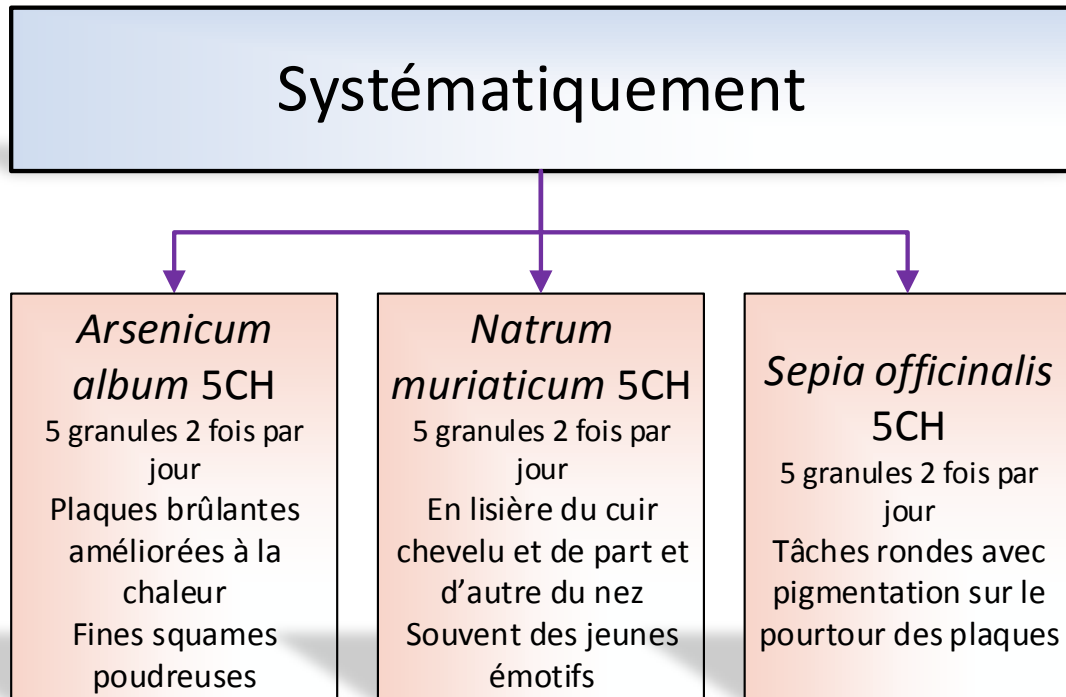 Systématiquement
Arsenicum
album 5CH
5 granules 2 fois par
jour
Plaques brûlantes
améliorées à la
chaleur
Fines squames
poudreuses
Natrum
muriaticum 5CH
5 granules 2 fois par
jour
En lisière du cuir
chevelu et de part et
d’autre du nez
Souvent des jeunes
émotifs
Sepia officinalis
5CH
5 granules 2 fois par
jour
Tâches rondes avec
pigmentation sur le
pourtour des plaques